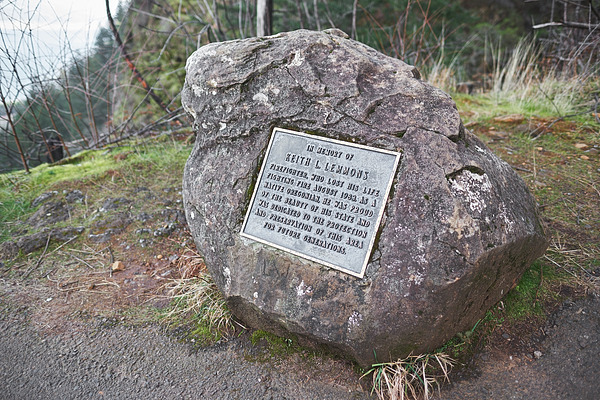 IN MEMORY OF
KEITH L. LEMMONS
FIREFIGHTER, WHO LOST HIS LIFE
FIGHTING FIRE AUGUST 1983. AS A
NATIVE OREGONIAN, HE WAS PROUD
OF THE BEAUTY OF HIS STATE AND
WAS DEDICATED TO THE PROTECTION
AND PRESERVATION OF THIS AREA
FOR FUTURE GENERATIONS.